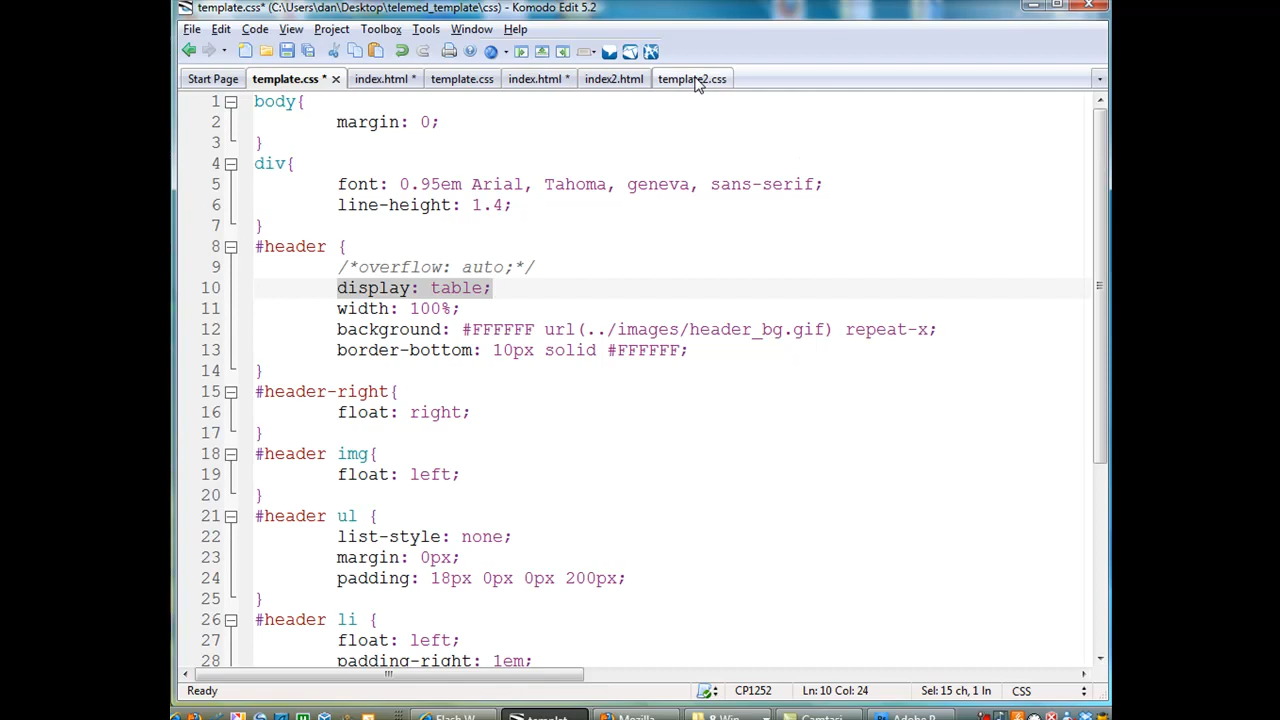 template.css* (C:\Users\dan\Desktop\telemed_template\css) - Komodo Edit 5.2
File Edit Code View Project Toolbox Tools Window Help
Start Page template.css * index.html * template.css index.html * index2.html template2.css
1 body{
2 margin: 0;
3 }
4 div{
5 font: 0.95em Arial, Tahoma, geneva, sans-serif;
6 line-height: 1.4;
7 }
8 #header {
9 /*overflow: auto;*/
10 display: table;
11 width: 100%;
12 background: #FFFFFF url(../images/header_bg.gif) repeat-x;
13 border-bottom: 10px solid #FFFFFF;
14 }
15 #header-right{
16 float: right;
17 }
18 #header img{
19 float: left;
20 }
21 #header ul {
22 list-style: none;
23 margin: 0px;
24 padding: 18px 0px 0px 200px;
25 }
26 #header li {
27 float: left;
28 padding-right: 1em;
Ready CP1252 Ln: 10 Col: 24 Sel: 15 ch, 1 ln CSS
Flash W... templat... Mozilla 8 Win... Camtasi... Adobe P...